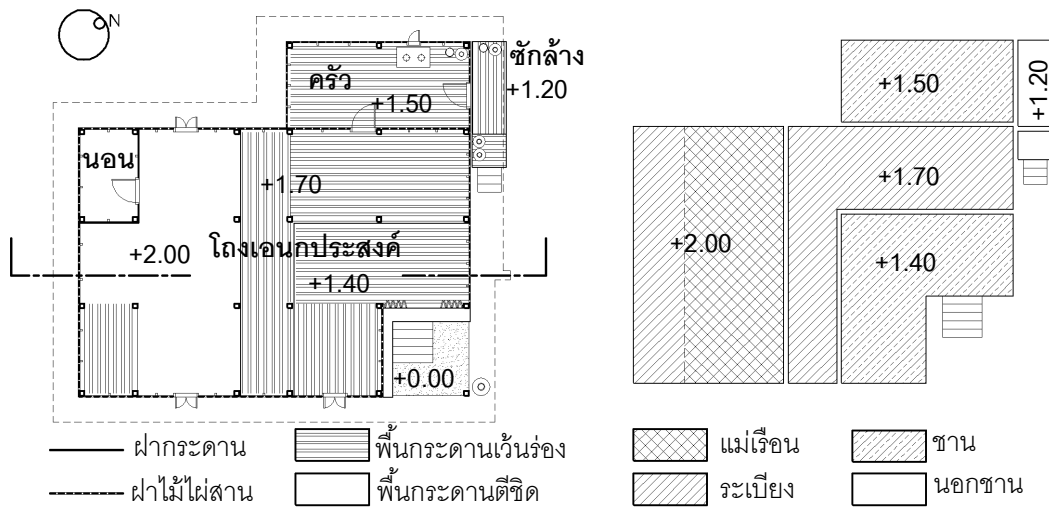 N
ซักล้าง
+1.20
ครัว
+1.50
นอน
+1.70
+2.00
โถงเอนกประสงค์
+1.40
+0.00
+1.50
+1.20
+1.70
+2.00
+1.40
ฝากระดาน
พื้นกระดานเว้นร่อง
แม่เรือน
ชาน
ฝาไม้ไผ่สาน
พื้นกระดานตีชิด
ระเบียง
นอกชาน